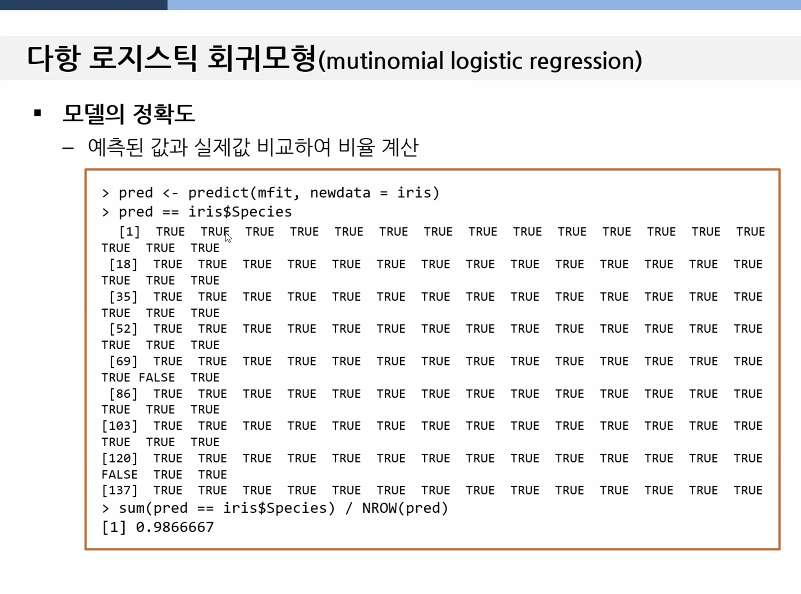 다항 로지스틱 회귀모형(mutinomial logistic regression)
▪ 모델의 정확도
– 예측된 값과 실제값 비교하여 비율 계산
> pred <- predict(mfit, newdata = iris)
> pred == iris$Species
[1] TRUE TRUE TRUE TRUE TRUE TRUE TRUE TRUE TRUE TRUE TRUE TRUE TRUE TRUE
TRUE TRUE TRUE
[18] TRUE TRUE TRUE TRUE TRUE TRUE TRUE TRUE TRUE TRUE TRUE TRUE TRUE TRUE
TRUE TRUE TRUE
[35] TRUE TRUE TRUE TRUE TRUE TRUE TRUE TRUE TRUE TRUE TRUE TRUE TRUE TRUE
TRUE TRUE TRUE
[52] TRUE TRUE TRUE TRUE TRUE TRUE TRUE TRUE TRUE TRUE TRUE TRUE TRUE TRUE
TRUE TRUE TRUE
[69] TRUE TRUE TRUE TRUE TRUE TRUE TRUE TRUE TRUE TRUE TRUE TRUE TRUE TRUE
TRUE FALSE TRUE
[86] TRUE TRUE TRUE TRUE TRUE TRUE TRUE TRUE TRUE TRUE TRUE TRUE TRUE TRUE
TRUE TRUE TRUE
[103] TRUE TRUE TRUE TRUE TRUE TRUE TRUE TRUE TRUE TRUE TRUE TRUE TRUE TRUE
TRUE TRUE TRUE
[120] TRUE TRUE TRUE TRUE TRUE TRUE TRUE TRUE TRUE TRUE TRUE TRUE TRUE TRUE
FALSE TRUE TRUE
[137] TRUE TRUE TRUE TRUE TRUE TRUE TRUE TRUE TRUE TRUE TRUE TRUE TRUE TRUE
> sum(pred == iris$Species) / NROW(pred)
[1] 0.9866667